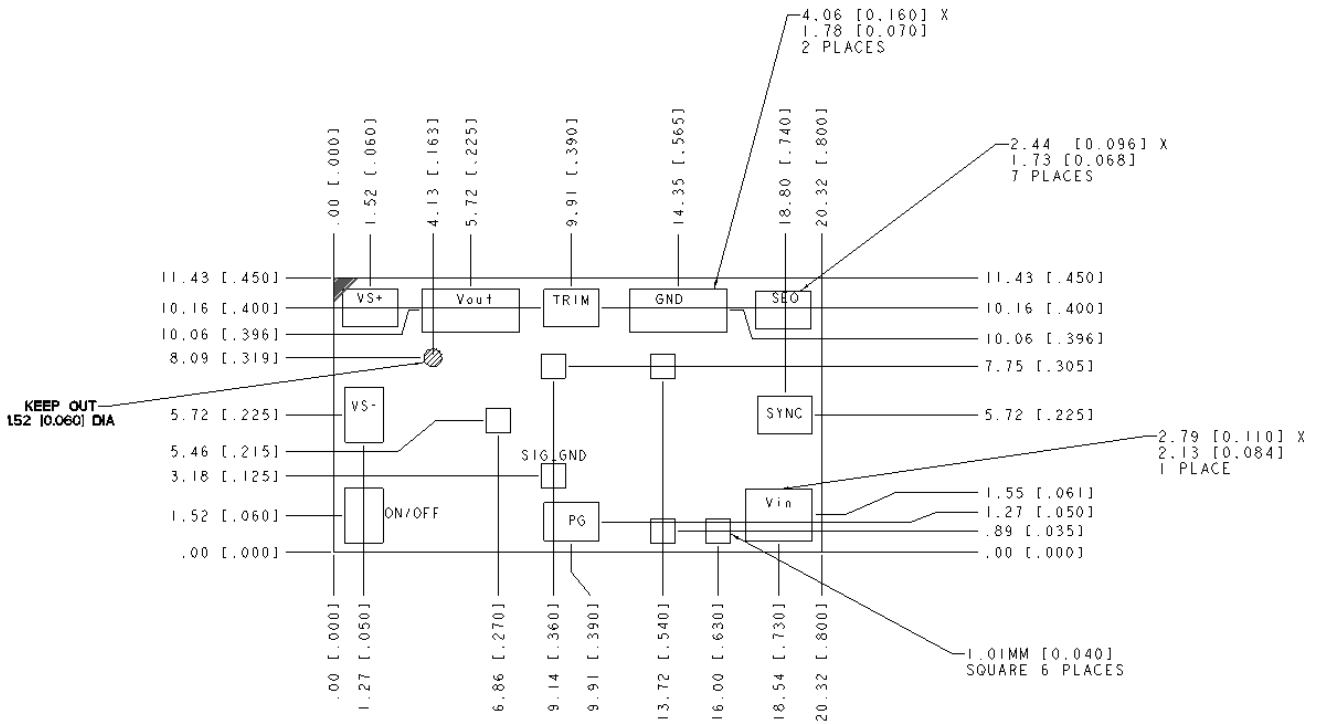 4.06 [0.160] X
1.78 [0.070]
2 PLACES
2.44 [0.096] X
1.73 [0.068]
7 PLACES
.00 [.000]
1.52 [.060]
4.13 [.163]
5.72 [.225]
9.91 [.390]
14.35 [.565]
18.80 [.740]
20.32 [.800]
11.43 [.450]
10.16 [.400]
10.06 [.396]
8.09 [.319]
5.72 [.225]
5.46 [.215]
3.18 [.125]
1.52 [.060]
.00 [.000]
KEEP OUT
1.52 [0.060] DIA
VS+
Vout
TRIM
GND
SEQ
VS-
SYNC
SIG_GND
ON/OFF
PG
Vin
11.43 [.450]
10.16 [.400]
10.06 [.396]
7.75 [.305]
5.72 [.225]
1.55 [.061]
1.27 [.050]
.89 [.035]
.00 [.000]
2.79 [0.110] X
2.13 [0.084]
1 PLACE
.00 [.000]
1.27 [.050]
6.86 [.270]
9.14 [.360]
9.91 [.390]
13.72 [.540]
16.00 [.630]
18.54 [.730]
20.32 [.800]
1.01MM [0.040]
SQUARE 6 PLACES